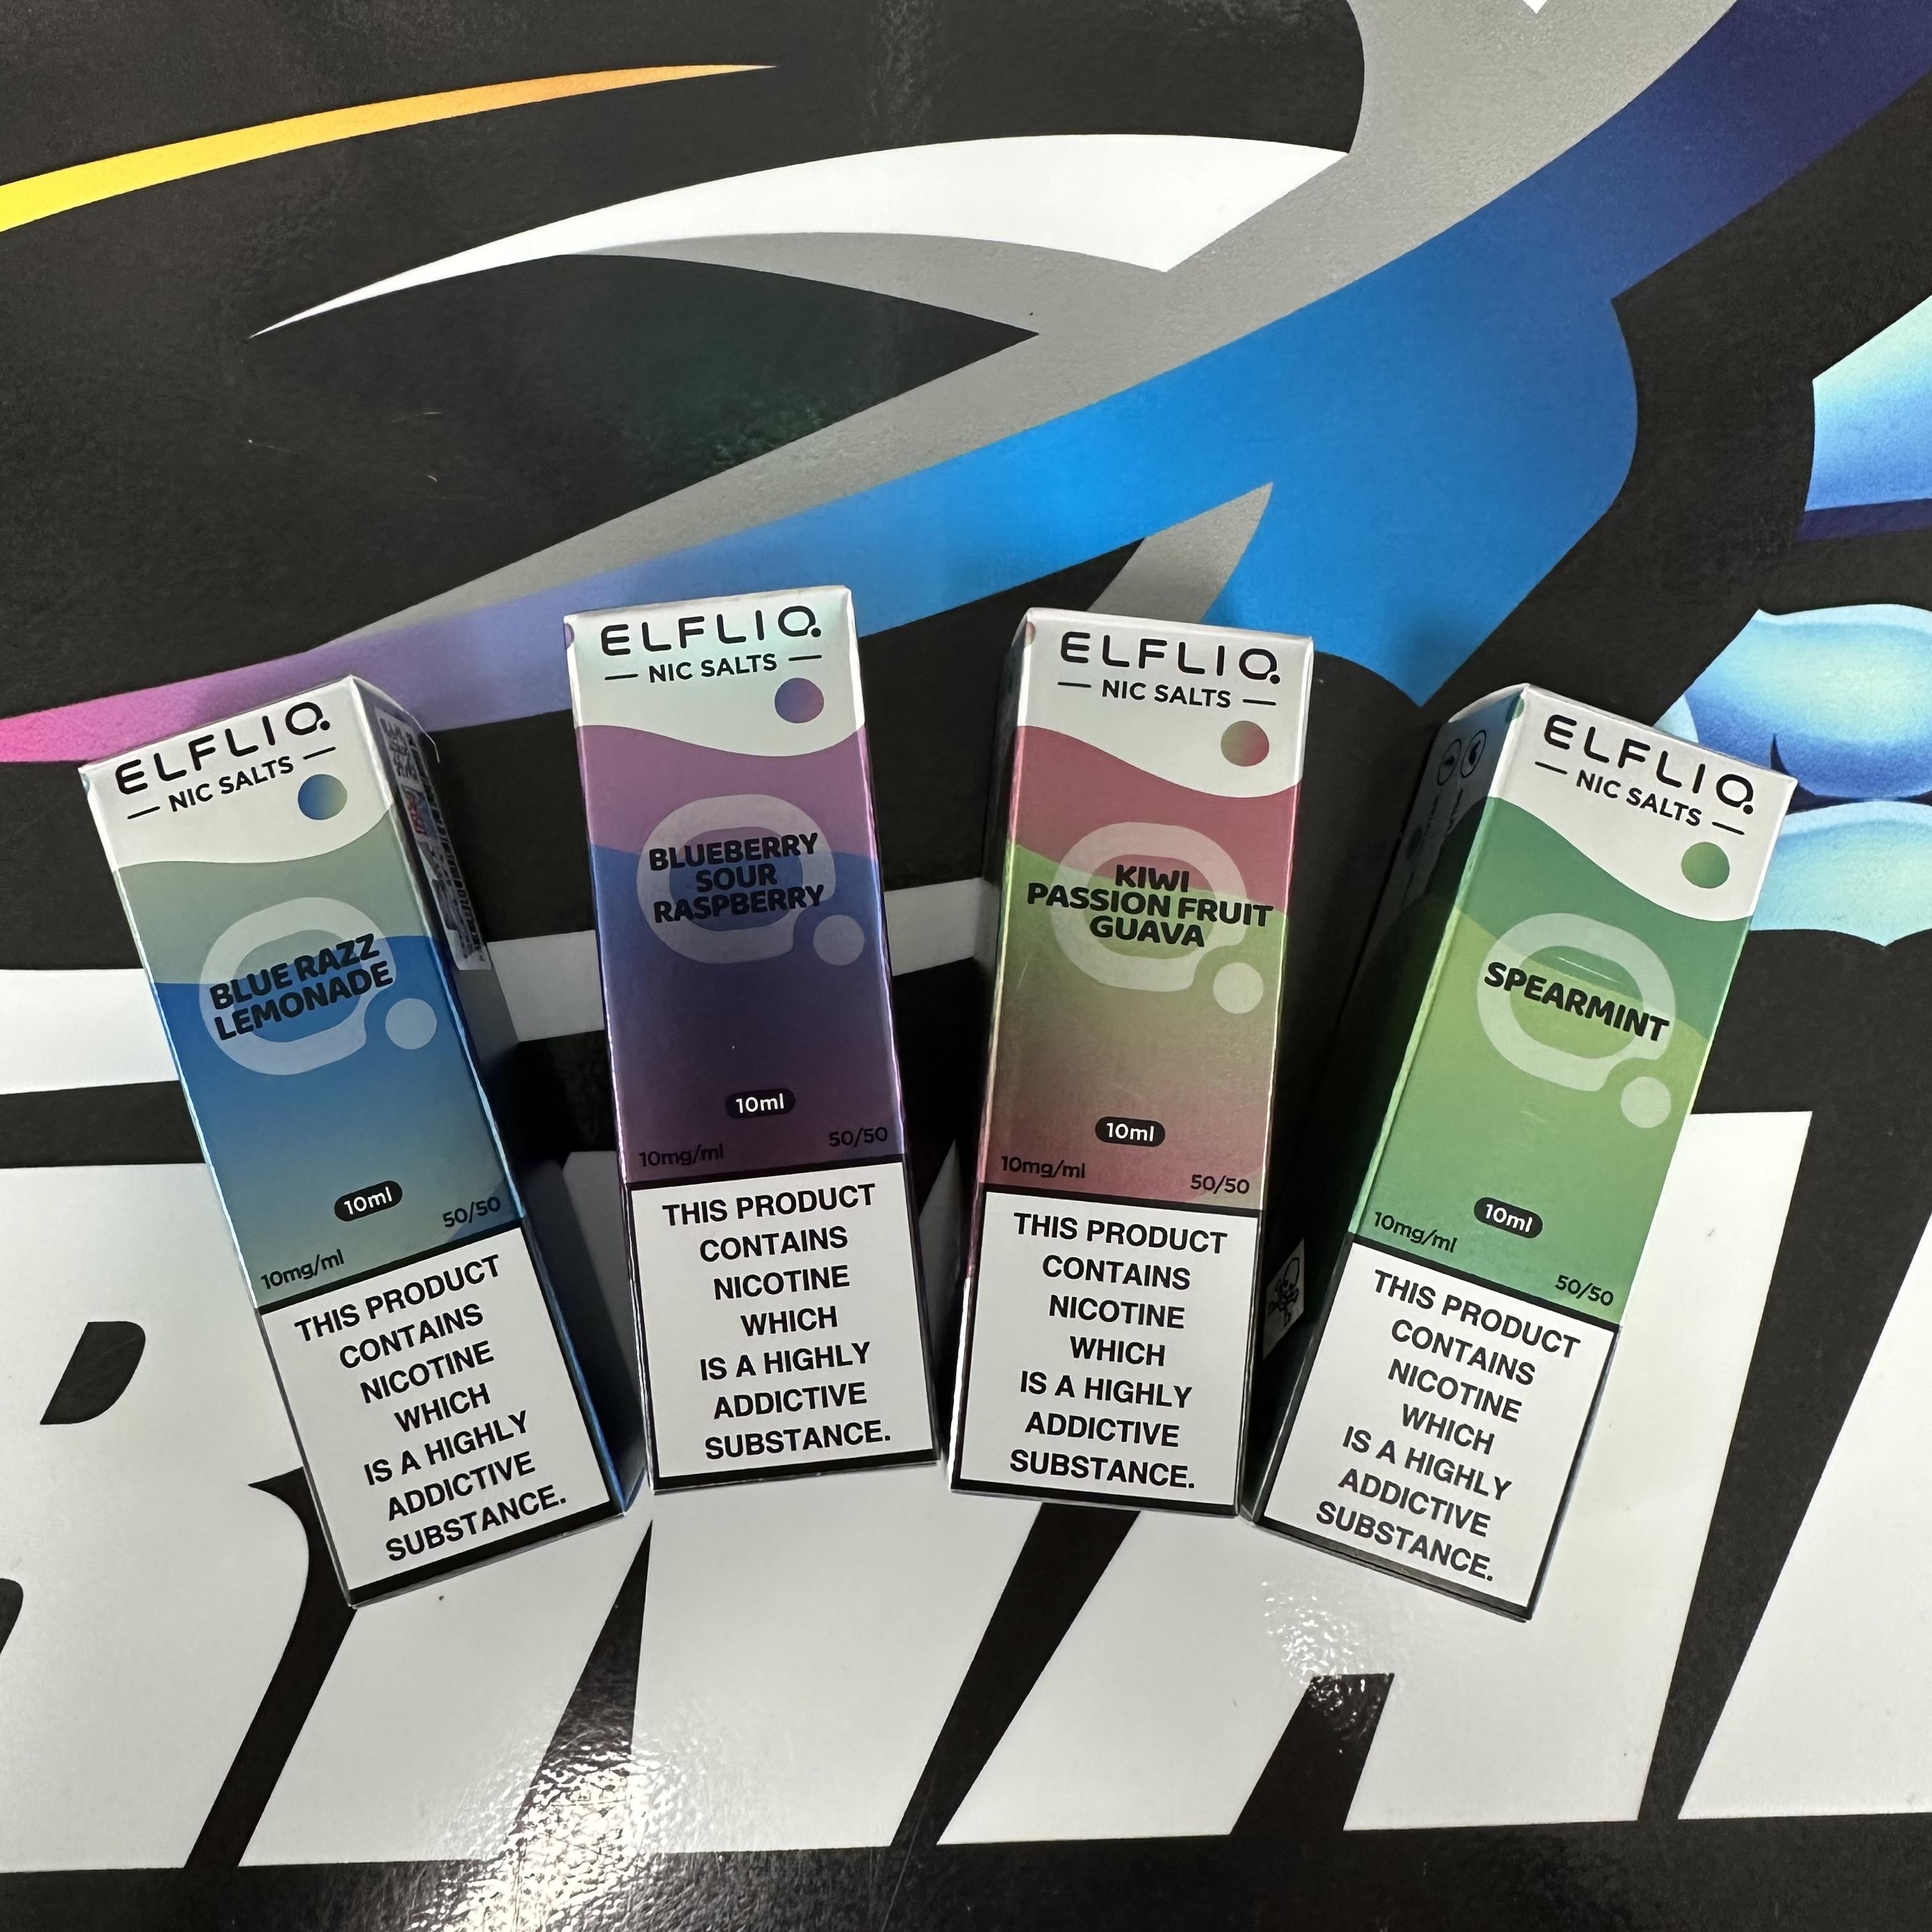 ELFLIQ
NIC SALTS
BLUE RAZZ
LEMONADE
10ml
10mg/ml
50/50
THIS PRODUCT
CONTAINS
NICOTINE
WHICH
IS A HIGHLY
ADDICTIVE
SUBSTANCE.
ELFLIQ
NIC SALTS
BLUEBERRY
SOUR
RASPBERRY
10ml
10mg/ml
50/50
THIS PRODUCT
CONTAINS
NICOTINE
WHICH
IS A HIGHLY
ADDICTIVE
SUBSTANCE.
ELFLIQ
NIC SALTS
KIWI
PASSION FRUIT
GUAVA
10ml
10mg/ml
50/50
THIS PRODUCT
CONTAINS
NICOTINE
WHICH
IS A HIGHLY
ADDICTIVE
SUBSTANCE.
ELFLIQ
NIC SALTS
SPEARMINT
10ml
10mg/ml
50/50
THIS PRODUCT
CONTAINS
NICOTINE
WHICH
IS A HIGHLY
ADDICTIVE
SUBSTANCE.